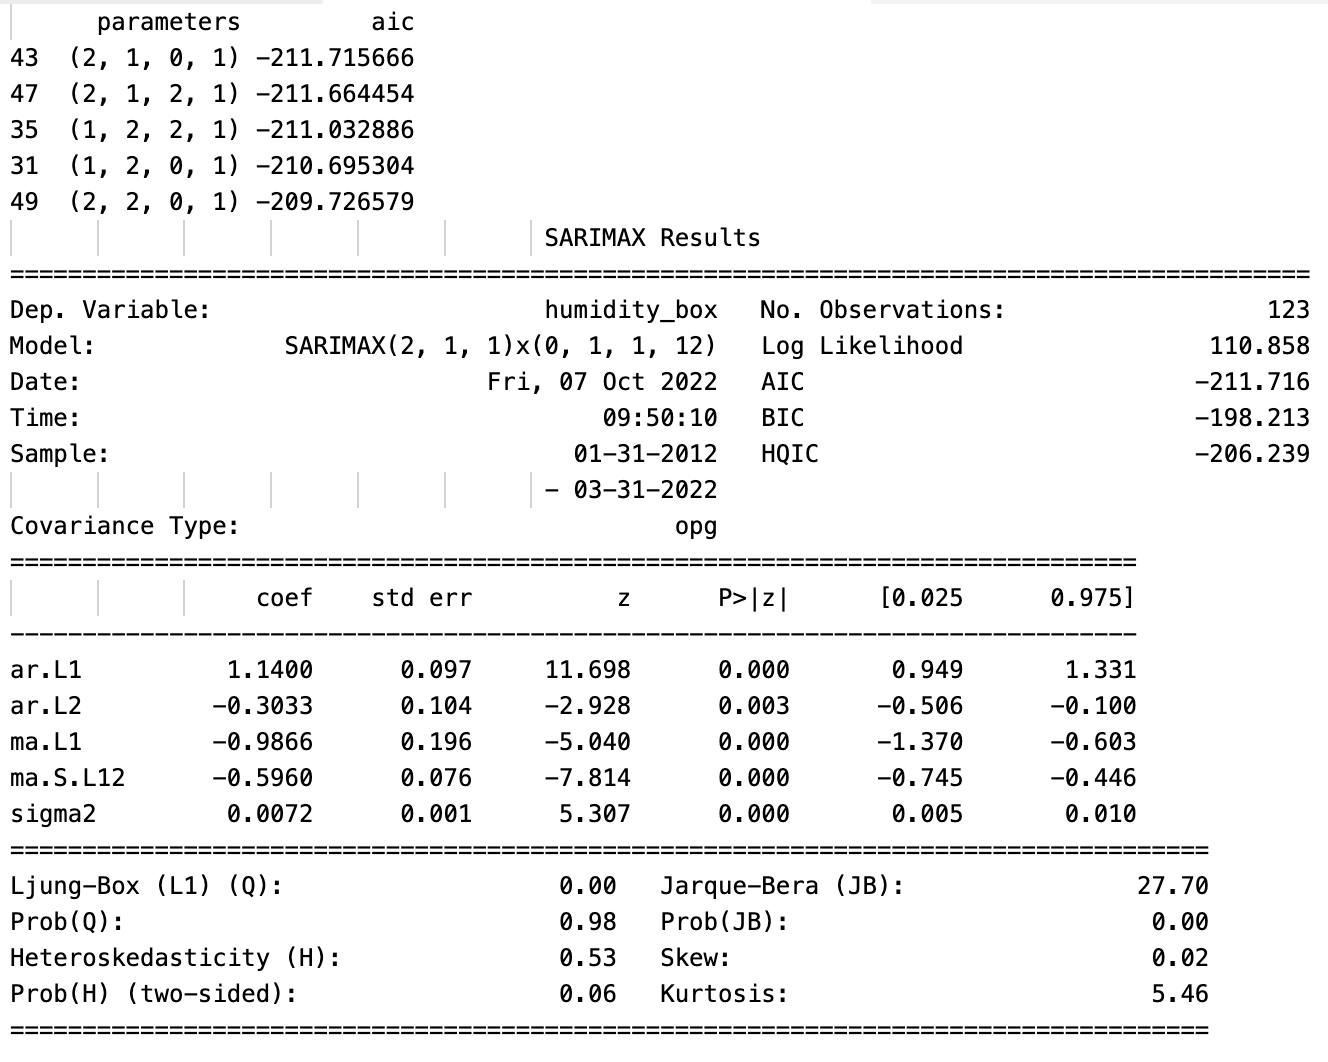 parameters aic
43 (2, 1, 0, 1) -211.715666
47 (2, 1, 2, 1) -211.664454
35 (1, 2, 2, 1) -211.032886
31 (1, 2, 0, 1) -210.695304
49 (2, 2, 0, 1) -209.726579
SARIMAX Results
==========================================================================================
Dep. Variable: humidity_box No. Observations: 123
Model: SARIMAX(2, 1, 1)x(0, 1, 1, 12) Log Likelihood 110.858
Date: Fri, 07 Oct 2022 AIC -211.716
Time: 09:50:10 BIC -198.213
Sample: 01-31-2012 HQIC -206.239
- 03-31-2022
Covariance Type: opg
==============================================================================
coef std err z P>|z| [0.025 0.975]
------------------------------------------------------------------------------
ar.L1 1.1400 0.097 11.698 0.000 0.949 1.331
ar.L2 -0.3033 0.104 -2.928 0.003 -0.506 -0.100
ma.L1 -0.9866 0.196 -5.040 0.000 -1.370 -0.603
ma.S.L12 -0.5960 0.076 -7.814 0.000 -0.745 -0.446
sigma2 0.0072 0.001 5.307 0.000 0.005 0.010
===================================================================================
Ljung-Box (L1) (Q): 0.00 Jarque-Bera (JB): 27.70
Prob(Q): 0.98 Prob(JB): 0.00
Heteroskedasticity (H): 0.53 Skew: 0.02
Prob(H) (two-sided): 0.06 Kurtosis: 5.46
===================================================================================